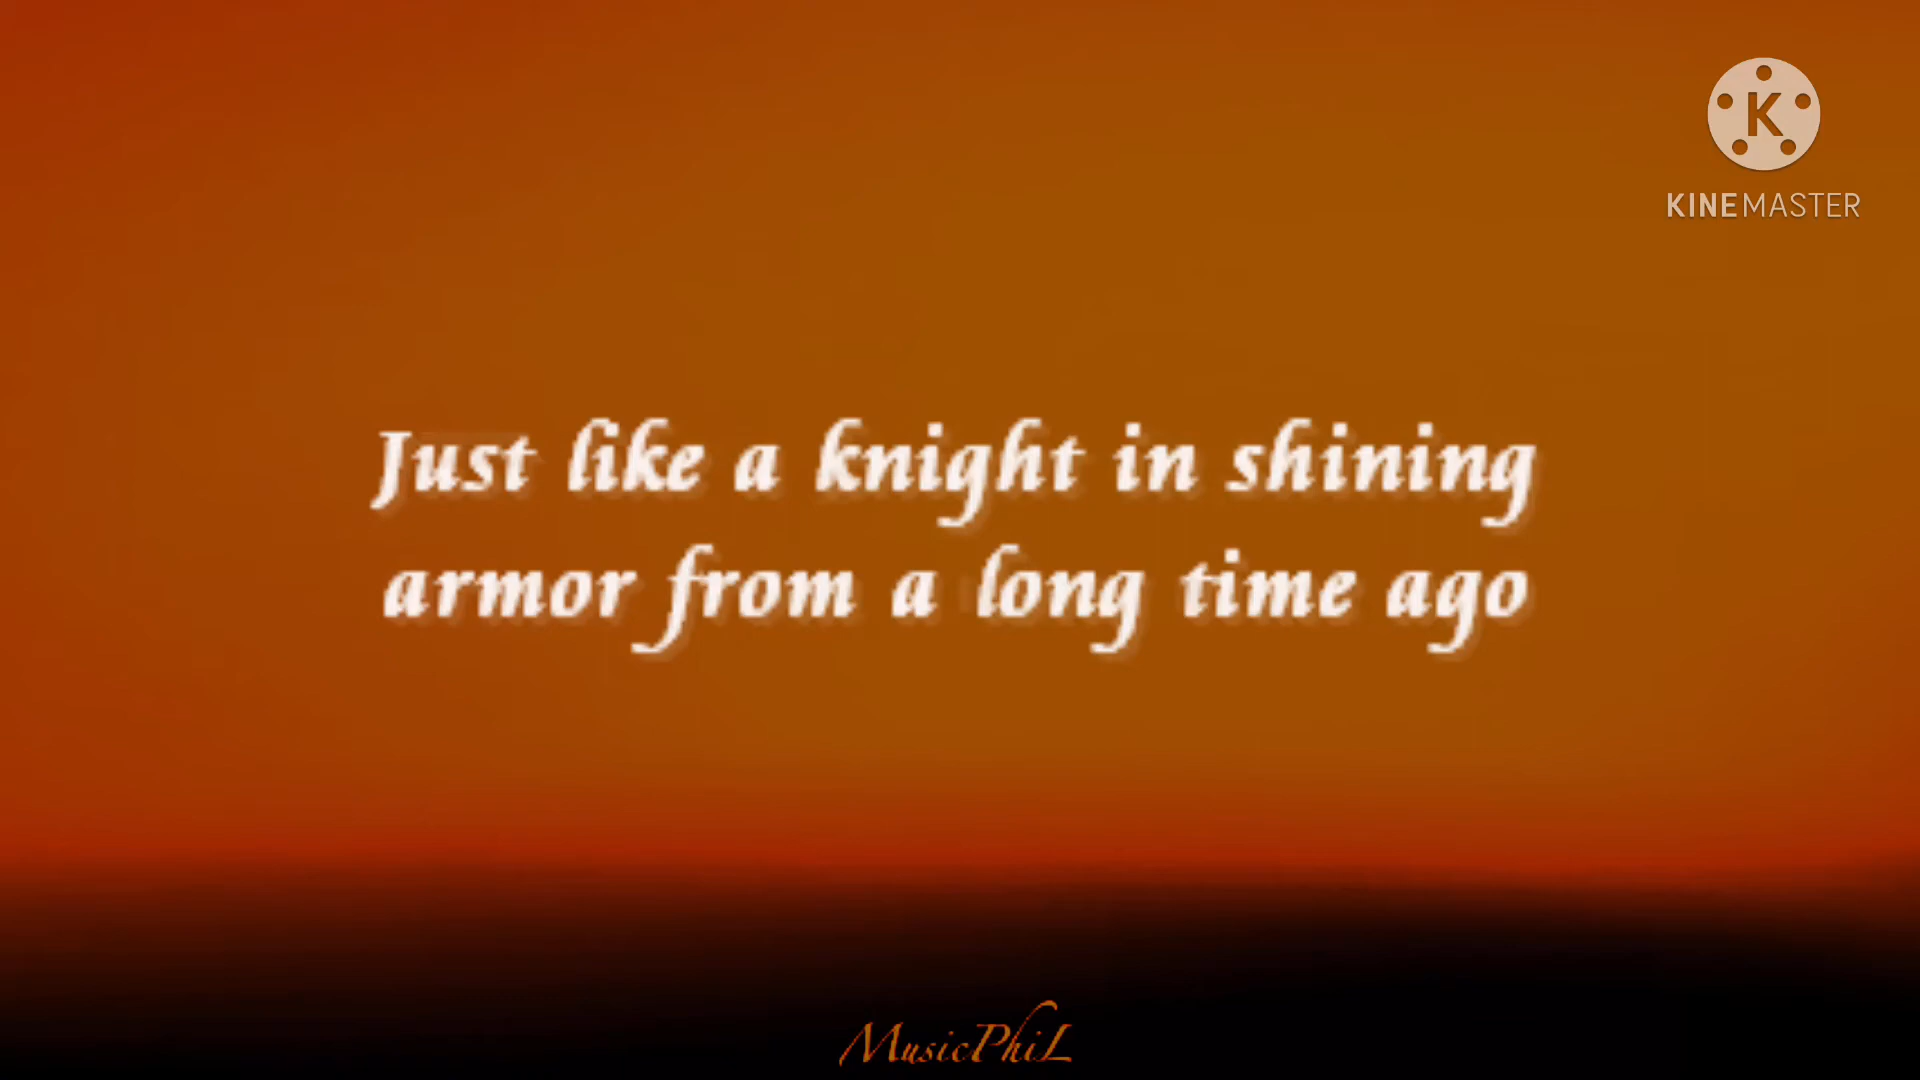 K
KINEMASTER
Just like a knight in shining
armor from a long time ago
MusicPhiL